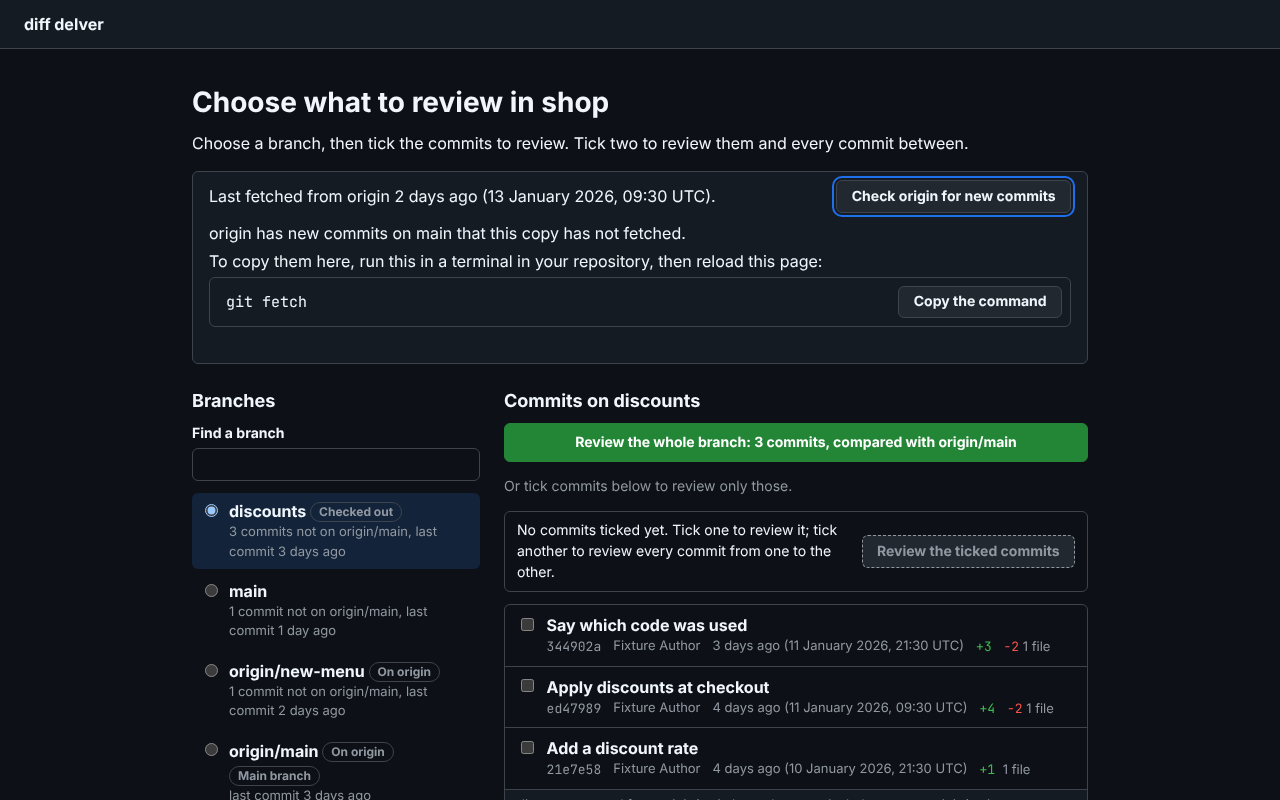 diff delver
Choose what to review in shop
Choose a branch, then tick the commits to review. Tick two to review them and every commit between.
Last fetched from origin 2 days ago (13 January 2026, 09:30 UTC).
Check origin for new commits
origin has new commits on main that this copy has not fetched.
To copy them here, run this in a terminal in your repository, then reload this page:
git fetch
Copy the command
Branches
Find a branch
discounts Checked out
3 commits not on origin/main, last
commit 3 days ago
main
1 commit not on origin/main, last
commit 1 day ago
origin/new-menu On origin
1 commit not on origin/main, last
commit 2 days ago
origin/main On origin
Main branch
last commit 3 days ago
Commits on discounts
Review the whole branch: 3 commits, compared with origin/main
Or tick commits below to review only those.
No commits ticked yet. Tick one to review it; tick
another to review every commit from one to the
other.
Review the ticked commits
Say which code was used
344902a Fixture Author 3 days ago (11 January 2026, 21:30 UTC) +3 -2 1 file
Apply discounts at checkout
ed47989 Fixture Author 4 days ago (11 January 2026, 09:30 UTC) +4 -2 1 file
Add a discount rate
21e7e58 Fixture Author 4 days ago (10 January 2026, 21:30 UTC) +1 1 file